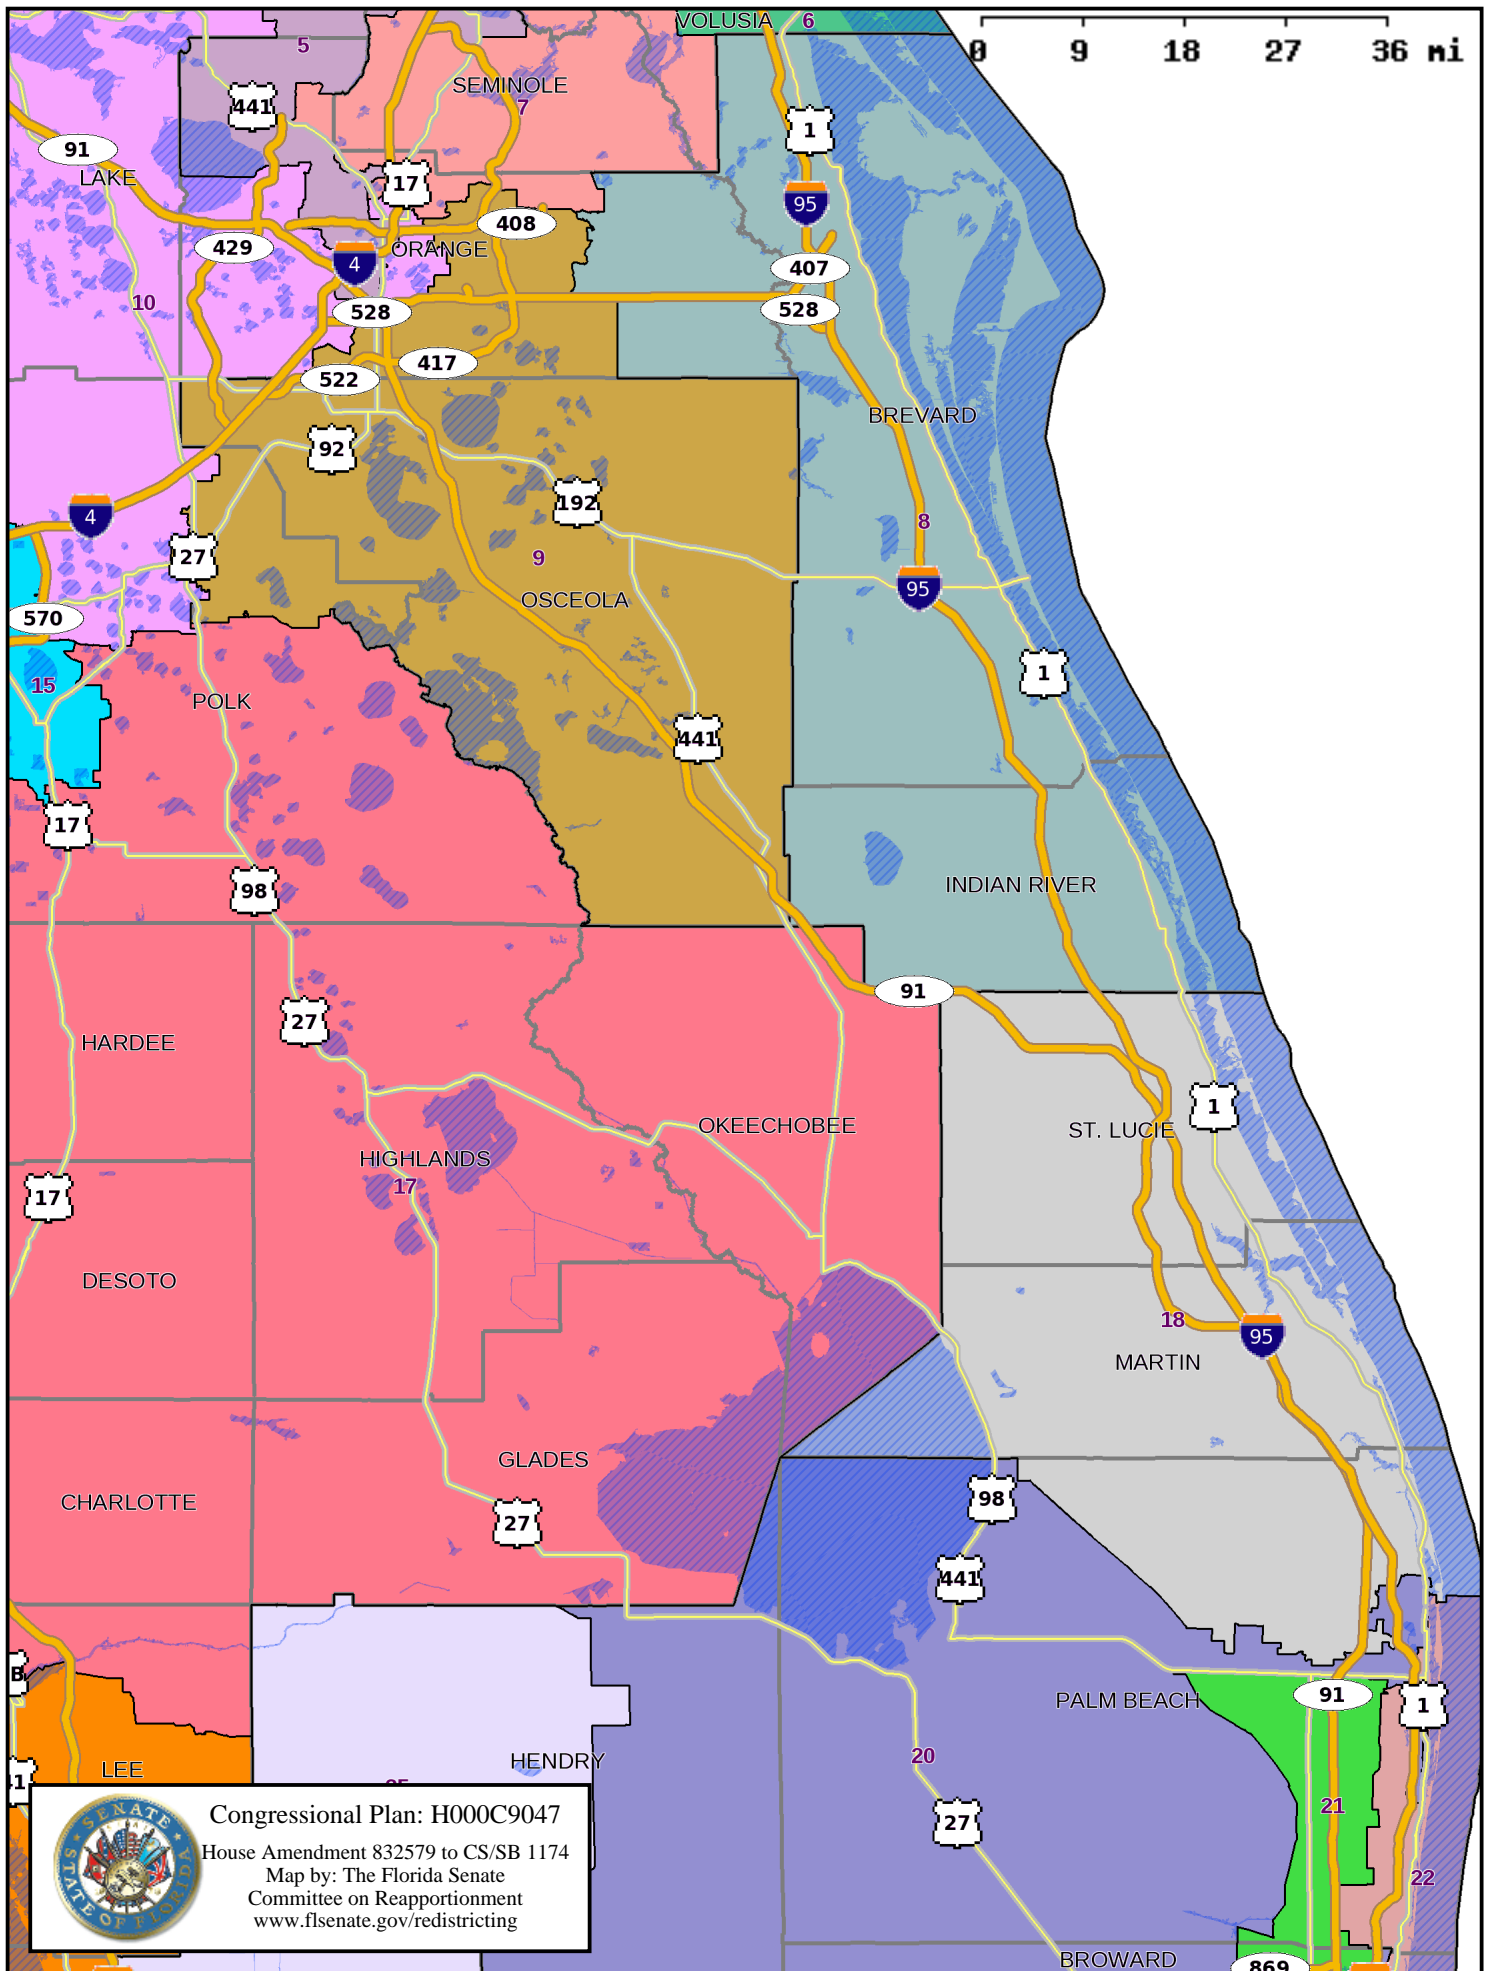 VOLUSIA 6
0 9 18 27 36 mi
5
SEMINOLE
7
441
1
91
LAKE
17
95
408
429
ORANGE
4
407
10
528
528
417
522
BREVARD
92
192
4
8
27
9
95
OSCEOLA
570
1
15
POLK
441
17
98
INDIAN RIVER
91
27
HARDEE
1
OKEECHOBEE
ST. LUCIE
HIGHLANDS
17
17
DESOTO
18
95
MARTIN
GLADES
98
CHARLOTTE
27
441
B
91
PALM BEACH
1
20
HENDRY
LEE
21
27
22
Congressional Plan: H000C9047
House Amendment 832579 to CS/SB 1174
Map by: The Florida Senate
Committee on Reapportionment
www.flsenate.gov/redistricting
SENATE
STATE OF FLORIDA
BROWARD
869